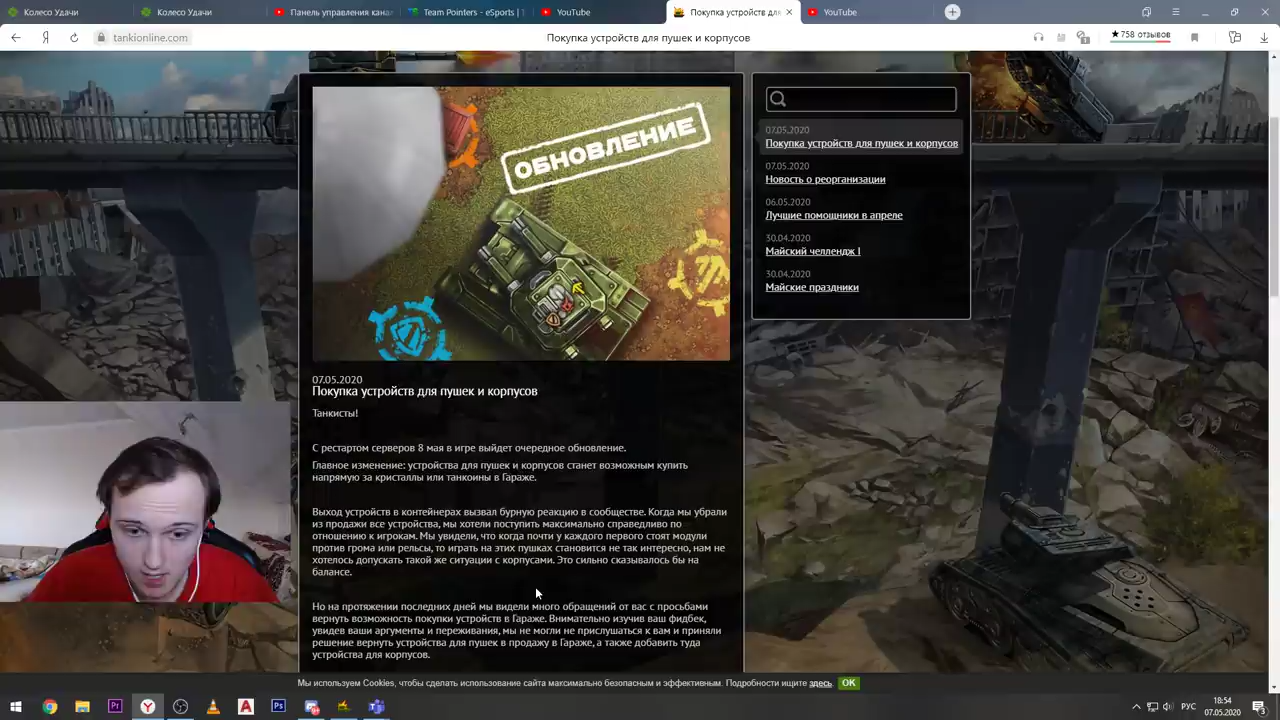 Колесо Удачи
Колесо Удачи
Панель управления кана
Team Pointers - eSports | 1
YouTube
Покупка устройств для
YouTube
tankionline.com
Покупка устройств для пушек и корпусов
★758 отзывов
ОБНОВЛЕНИЕ
07.05.2020
Покупка устройств для пушек и корпусов
Танкисты!
С рестартом серверов 8 мая в игре выйдет очередное обновление.
Главное изменение: устройства для пушек и корпусов станет возможным купить
напрямую за кристаллы или танкоины в Гараже.
Выход устройств в контейнерах вызвал бурную реакцию в сообществе. Когда мы убрали
из продажи все устройства, мы хотели поступить максимально справедливо по
отношению к игрокам. Мы увидели, что когда почти у каждого первого стоят модули
против грома или рельсы, то играть на этих пушках становится не так интересно, нам не
хотелось допускать такой же ситуации с корпусами. Это сильно сказывалось бы на
балансе.
Но на протяжении последних дней мы видели много обращений от вас с просьбами
вернуть возможность покупки устройств в Гараже. Внимательно изучив ваш фидбек,
увидев ваши аргументы и переживания, мы не могли не прислушаться к вам и приняли
решение вернуть устройства для пушек в продажу в Гараже, а также добавить туда
устройства для корпусов.
07.05.2020
Покупка устройств для пушек и корпусов
07.05.2020
Новость о реорганизации
06.05.2020
Лучшие помощники в апреле
30.04.2020
Майский челлендж I
30.04.2020
Майские праздники
Мы используем Cookies, чтобы сделать использование сайта максимально безопасным и эффективным. Подробности ищите здесь OK
РУС
18:54
07.05.2020